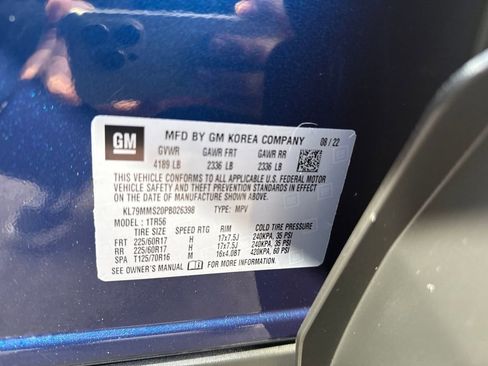 GM
MFD BY GM KOREA COMPANY 08 / 22
GVWR GAWR FRT GAWR RR
4189 LB 2336 LB 2336 LB
THIS VEHICLE CONFORMS TO ALL APPLICABLE U.S. FEDERAL MOTOR
VEHICLE SAFETY AND THEFT PREVENTION STANDARDS IN EFFECT
ON THE DATE OF MANUFACTURE SHOWN ABOVE.
KL79MMS20PB026398 TYPE: MPV
MODEL : 1TR56
TIRE SIZE SPEED RTG RIM COLD TIRE PRESSURE
FRT 225/60R17 H 17x7.5J 240KPA, 35 PSI
RR 225/60R17 H 17x7.5J 240KPA, 35 PSI
SPA T125/70R16 M 16x4.0BT 420KPA, 60 PSI
SEE OWNER'S MANUAL FOR MORE INFORMATION.